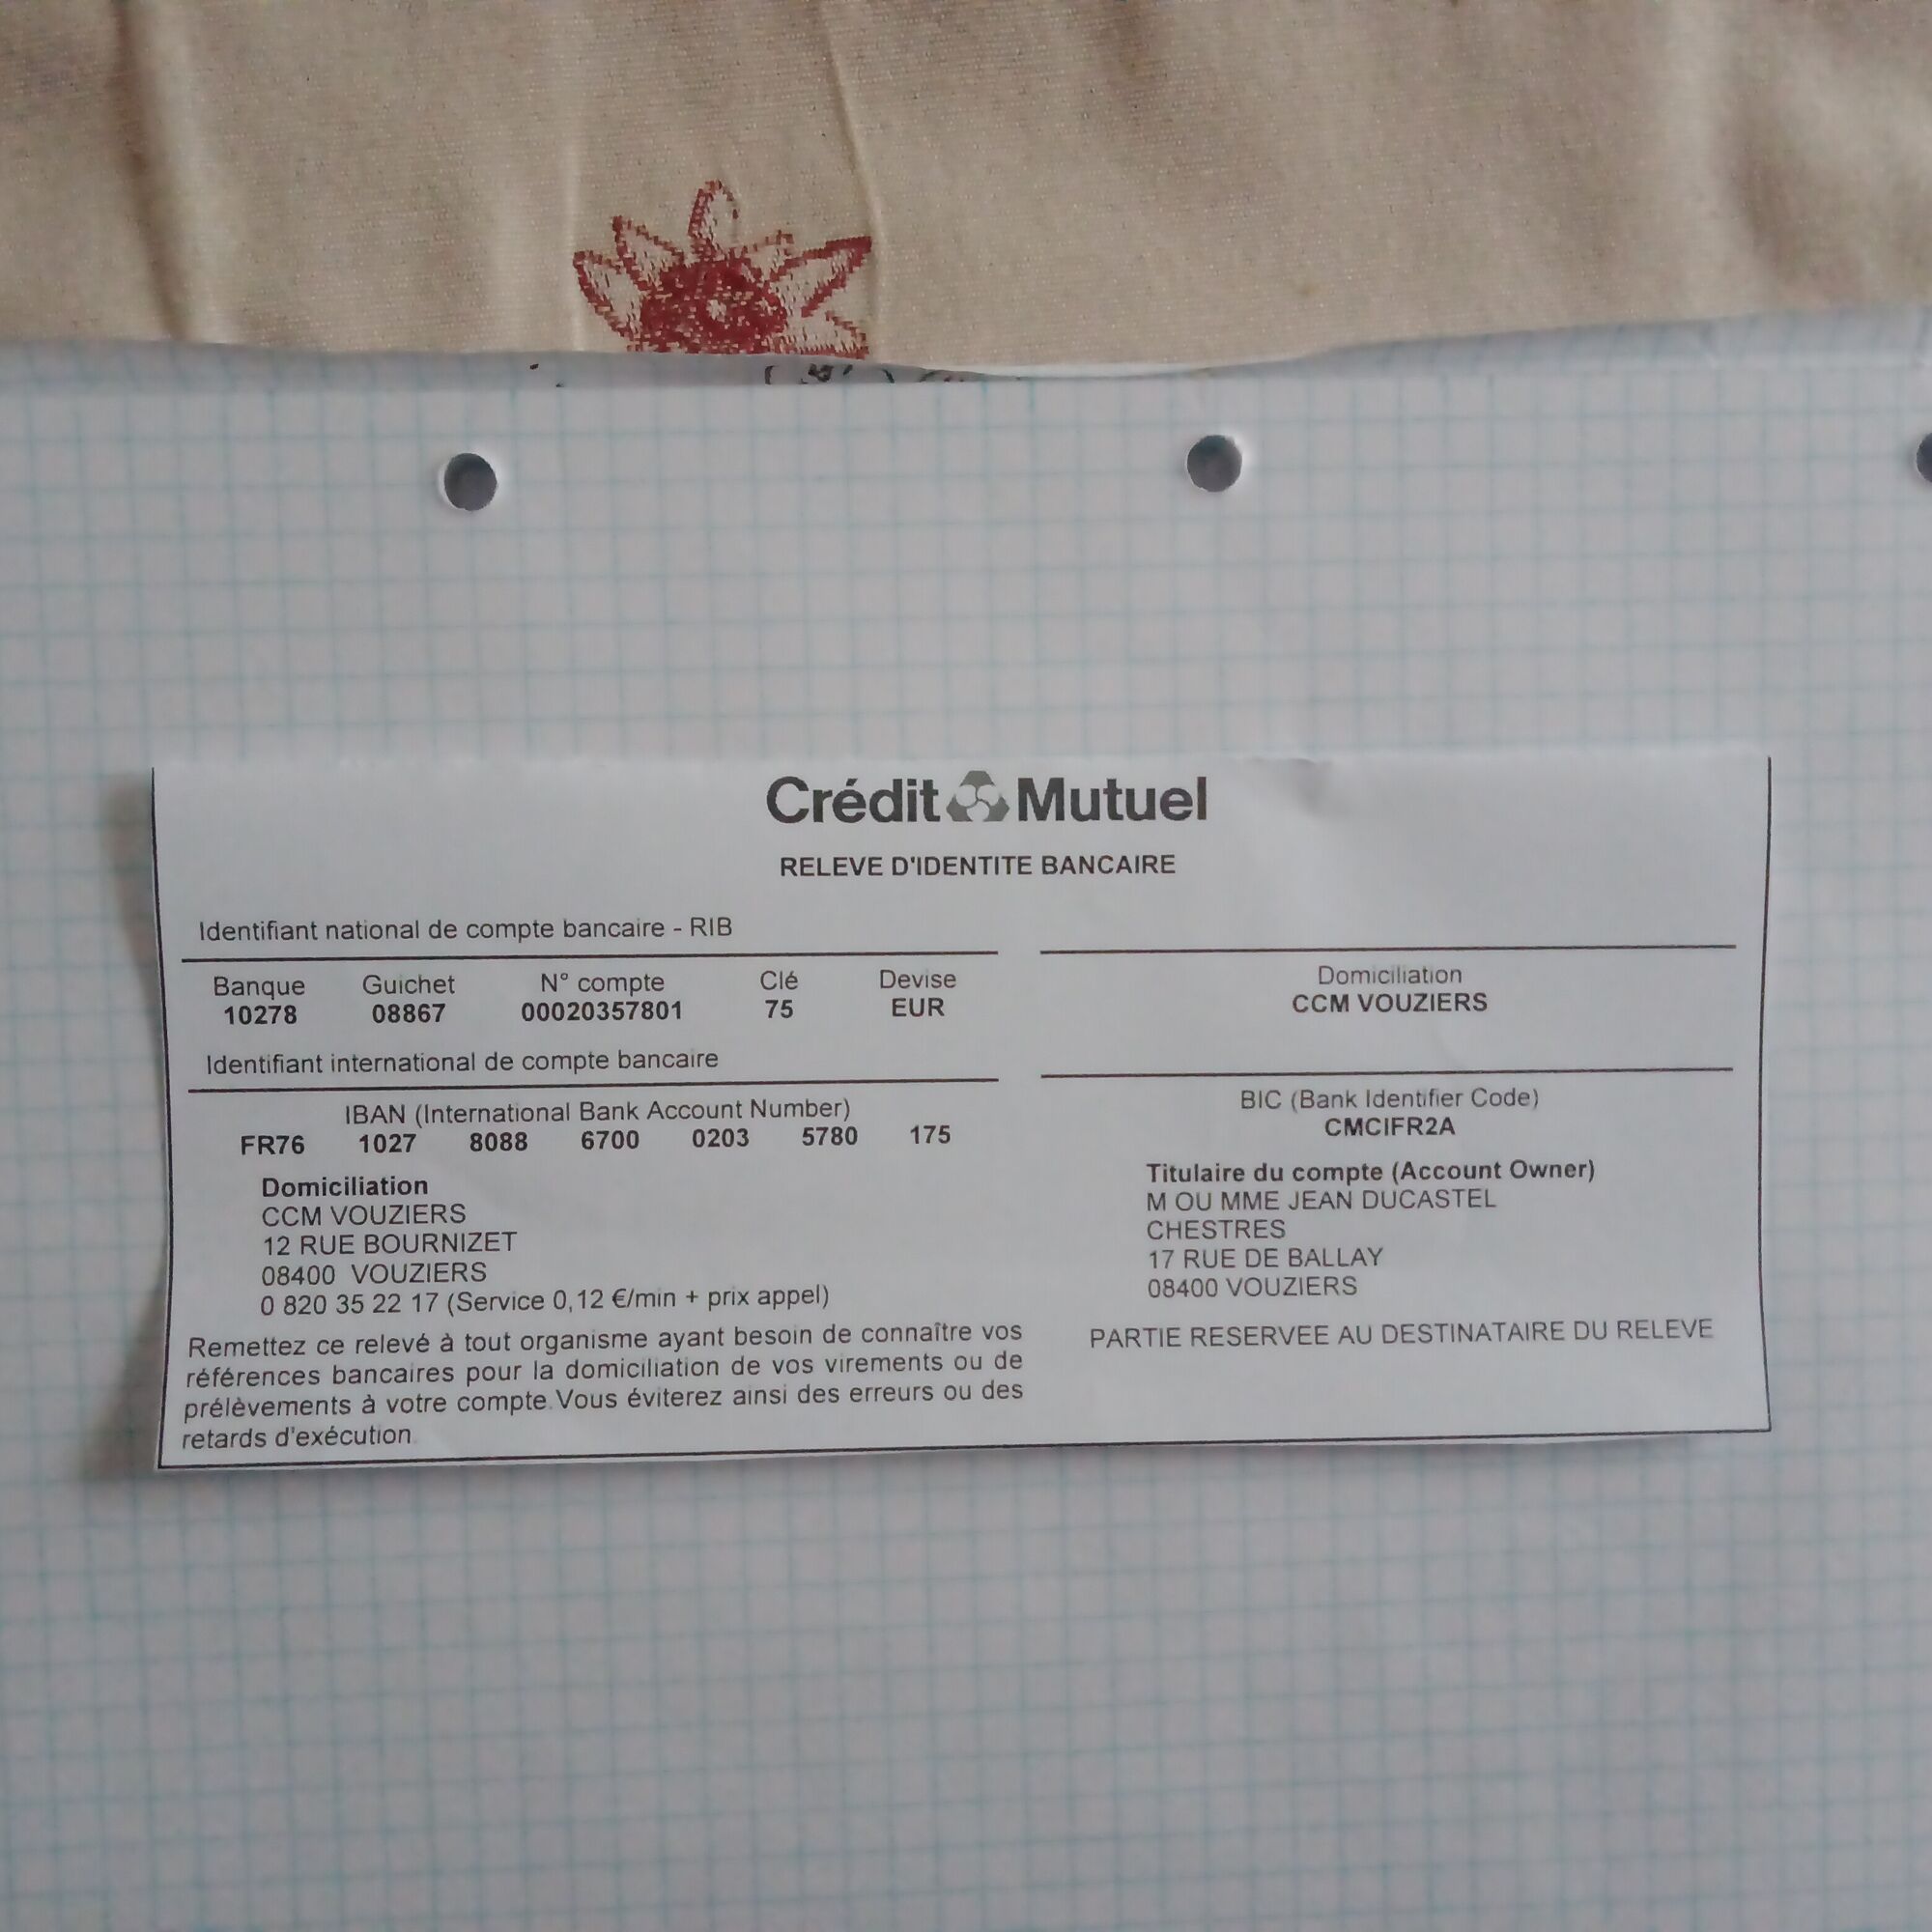 Crédit Mutuel
RELEVE D'IDENTITE BANCAIRE
Identifiant national de compte bancaire - RIB
Banque Guichet N° compte Clé Devise
10278 08867 00020357801 75 EUR
Domiciliation
CCM VOUZIERS
Identifiant international de compte bancaire
IBAN (International Bank Account Number)
FR76 1027 8088 6700 0203 5780 175
BIC (Bank Identifier Code)
CMCIFR2A
Domiciliation
CCM VOUZIERS
12 RUE BOURNIZET
08400 VOUZIERS
0 820 35 22 17 (Service 0,12 €/min + prix appel)
Titulaire du compte (Account Owner)
M OU MME JEAN DUCASTEL
CHESTRES
17 RUE DE BALLAY
08400 VOUZIERS
Remettez ce relevé à tout organisme ayant besoin de connaître vos
références bancaires pour la domiciliation de vos virements ou de
prélèvements à votre compte.Vous éviterez ainsi des erreurs ou des
retards d'exécution.
PARTIE RESERVEE AU DESTINATAIRE DU RELEVE